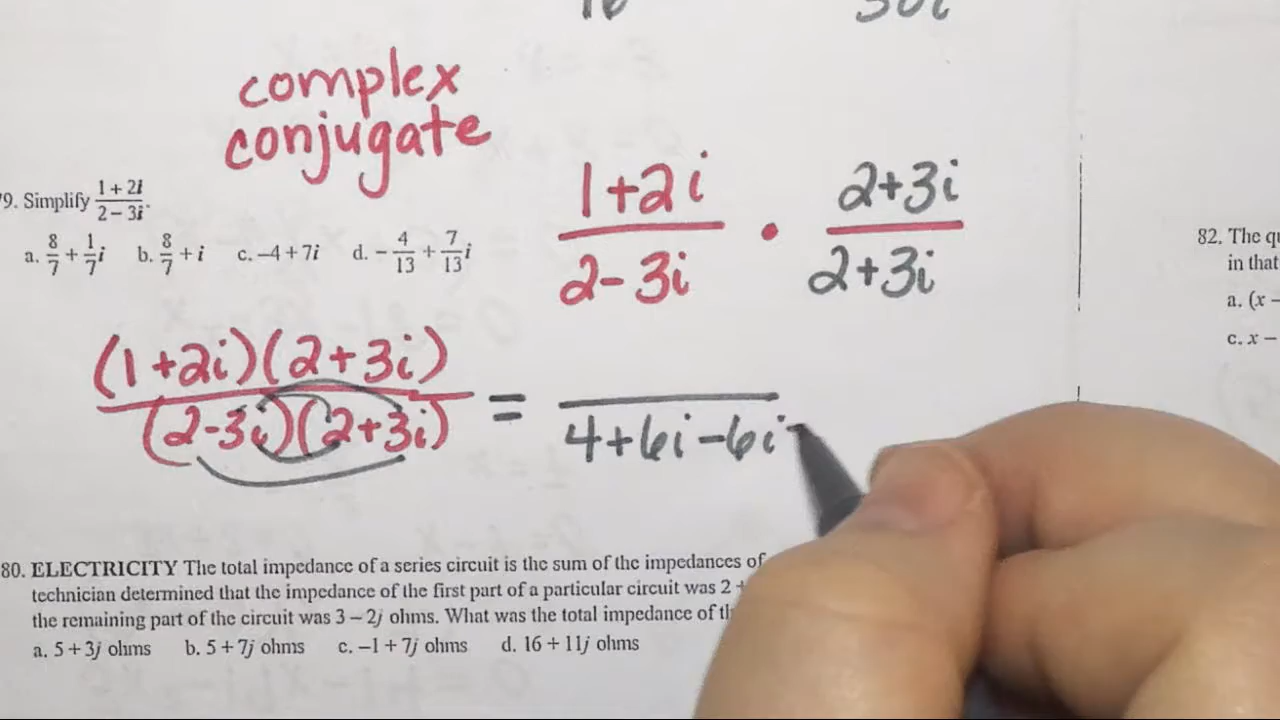 complex
conjugate
9. Simplify (1 + 2i)/(2 – 3i).
a. 8/7 + 1/7 i b. 8/7 + i c. –4 + 7i d. – 4/13 + 7/13 i
1+2i 2+3i
———— • ————
2-3i 2+3i
(1+2i)(2+3i)
———————————— = ————————
(2-3i)(2+3i) 4+6i-6i
80. ELECTRICITY The total impedance of a series circuit is the sum of the impedances of
technician determined that the impedance of the first part of a particular circuit was 2 +
the remaining part of the circuit was 3 – 2j ohms. What was the total impedance of
a. 5 + 3j ohms b. 5 + 7j ohms c. –1 + 7j ohms d. 16 + 11j ohms
82. The
in that
a. (x –
c. x –